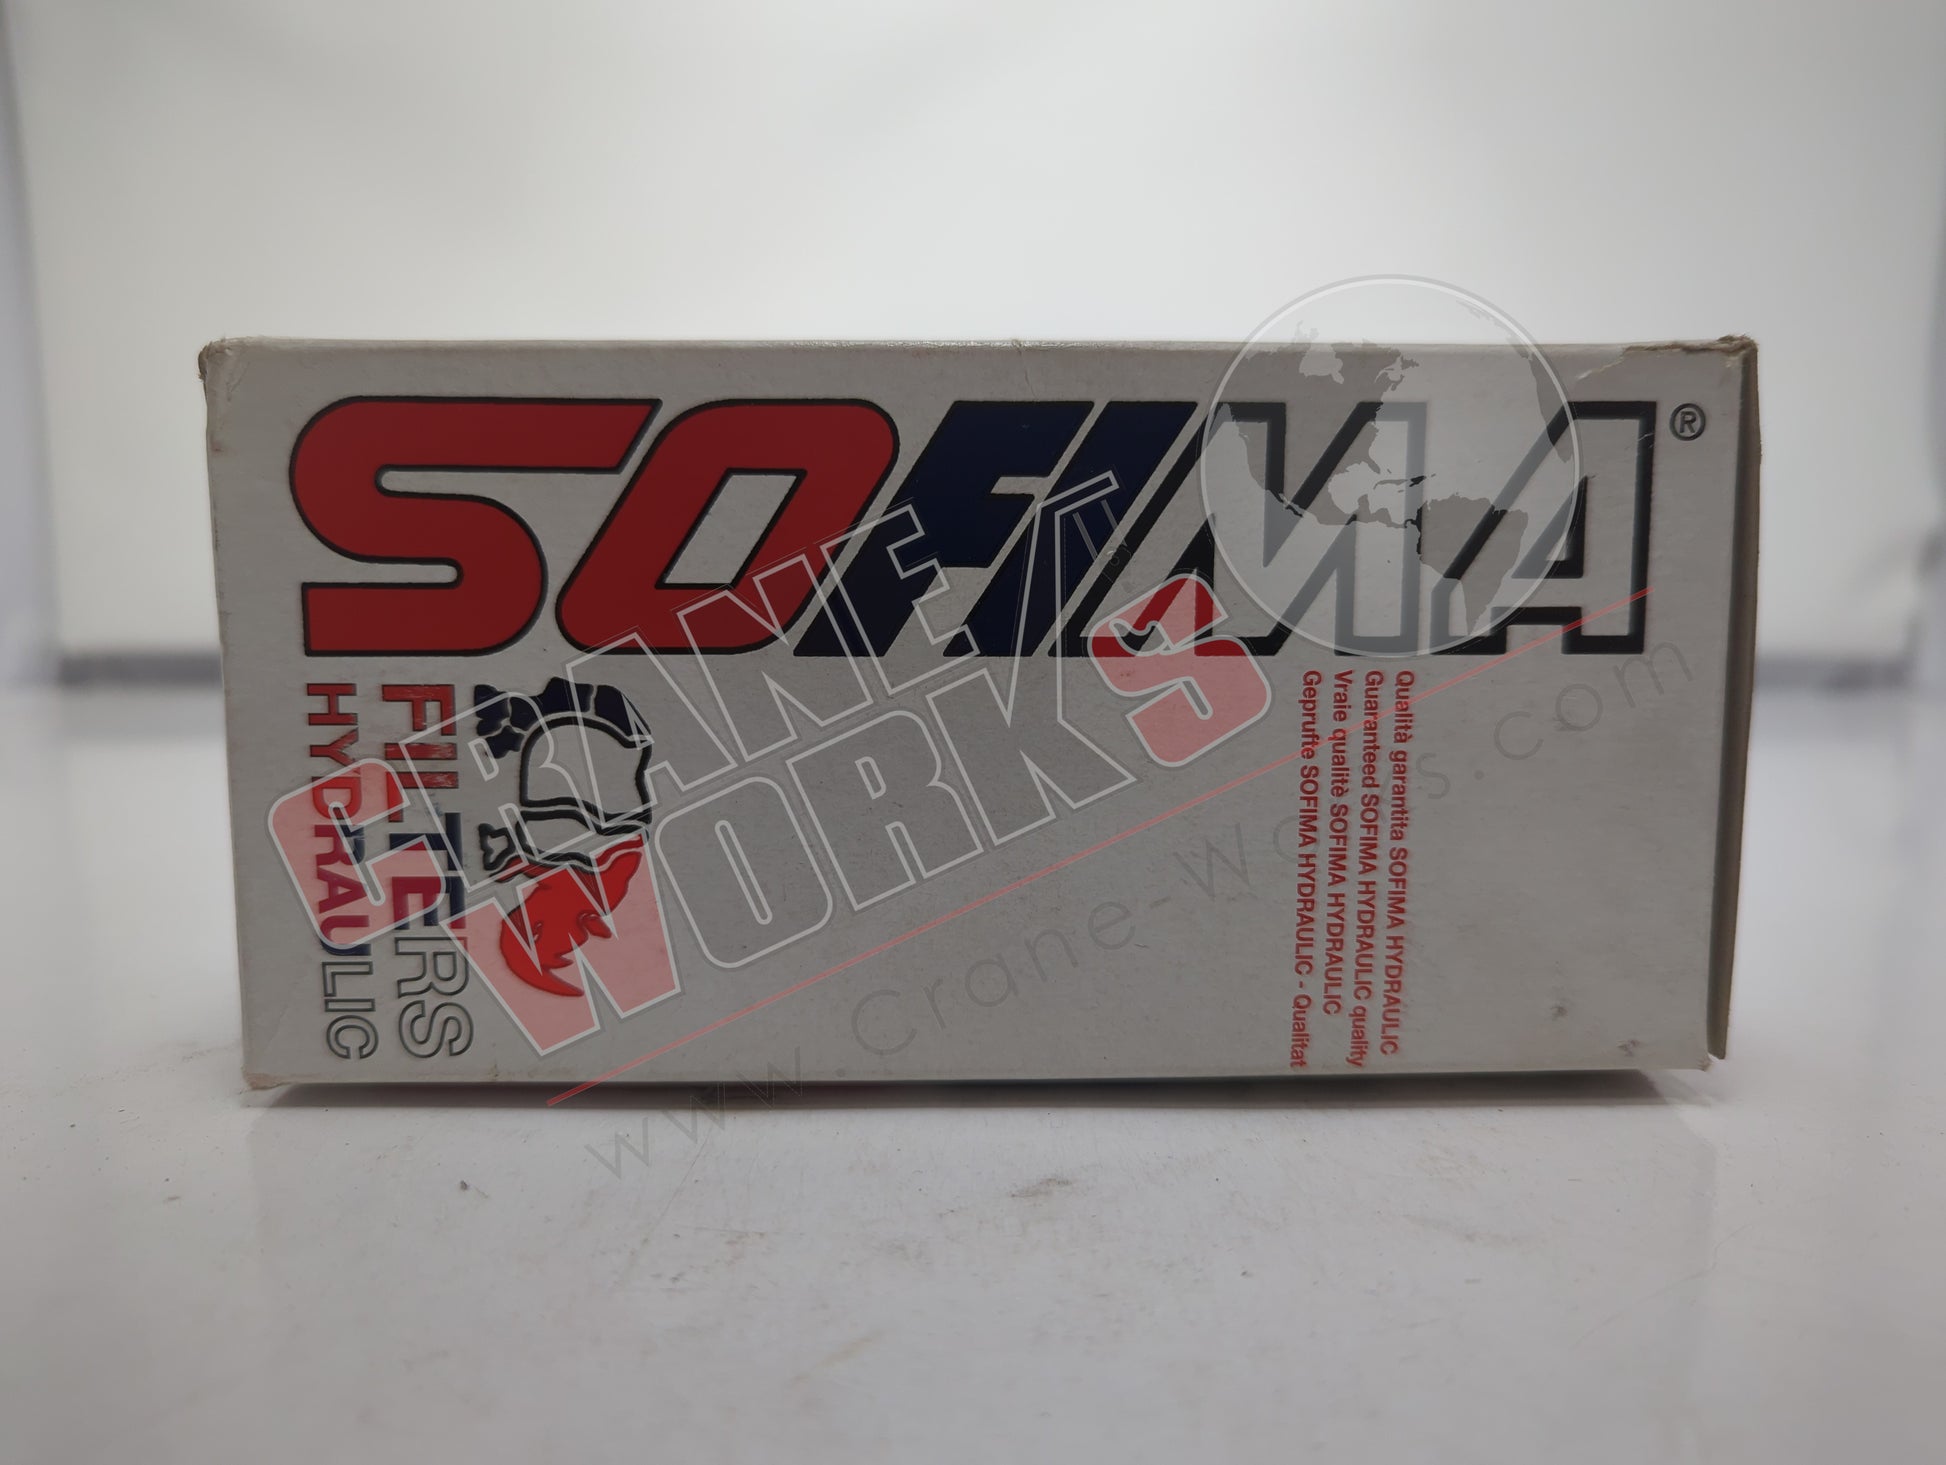 SOFIMA®
HYDRAULIC
FILTERS
Qualità garantita SOFIMA HYDRAULIC
Guaranteed SOFIMA HYDRAULIC quality
Vraie qualitè SOFIMA HYDRAULIC
Geprufte SOFIMA HYDRAULIC - Qualitat
CRANE
WORKS
www.Crane-works.com